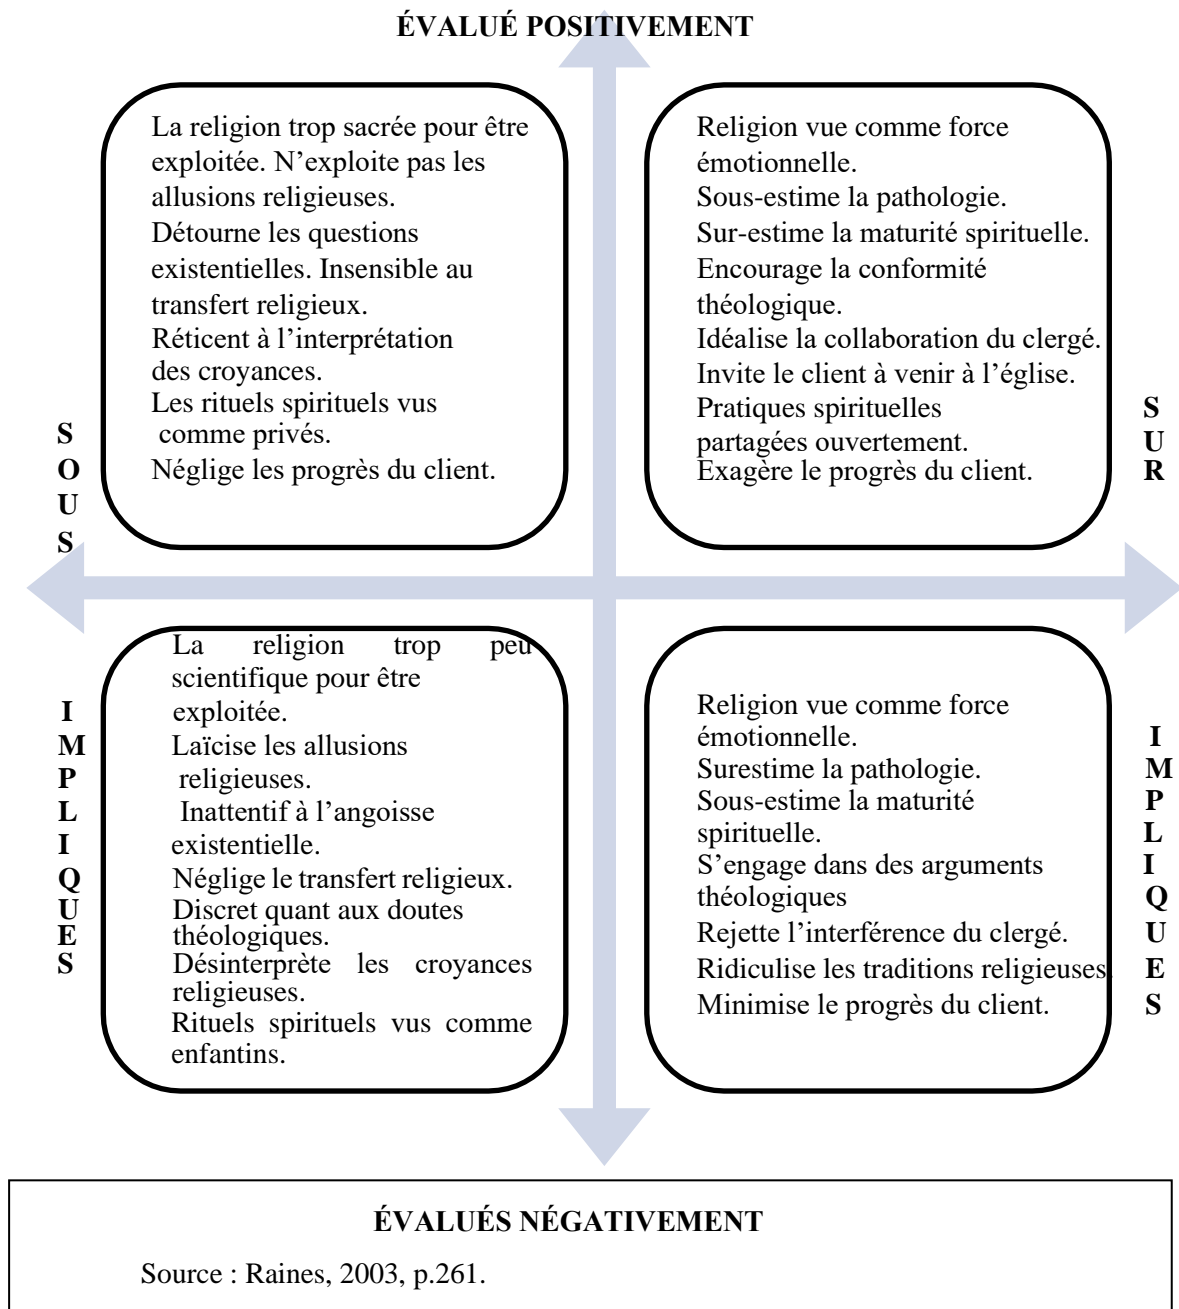 ÉVALUÉ POSITIVEMENT
La religion trop sacrée pour être
exploitée. N’exploite pas les
allusions religieuses.
Détourne les questions
existentielles. Insensible au
transfert religieux.
Réticent à l’interprétation
des croyances.
Les rituels spirituels vus
comme privés.
Néglige les progrès du client.
Religion vue comme force
émotionnelle.
Sous-estime la pathologie.
Sur-estime la maturité spirituelle.
Encourage la conformité
théologique.
Idéalise la collaboration du clergé.
Invite le client à venir à l’église.
Pratiques spirituelles
partagées ouvertement.
Exagère le progrès du client.
S
O
U
S
S
U
R
La religion trop peu
scientifique pour être
exploitée.
Laïcise les allusions
religieuses.
Inattentif à l’angoisse
existentielle.
Néglige le transfert religieux.
Discret quant aux doutes
théologiques.
Désinterprète les croyances
religieuses.
Rituels spirituels vus comme
enfantins.
Religion vue comme force
émotionnelle.
Surestime la pathologie.
Sous-estime la maturité
spirituelle.
S’engage dans des arguments
théologiques
Rejette l’interférence du clergé.
Ridiculise les traditions religieuses.
Minimise le progrès du client.
I
M
P
L
I
Q
U
E
S
I
M
P
L
I
Q
U
E
S
ÉVALUÉS NÉGATIVEMENT
Source : Raines, 2003, p.261.